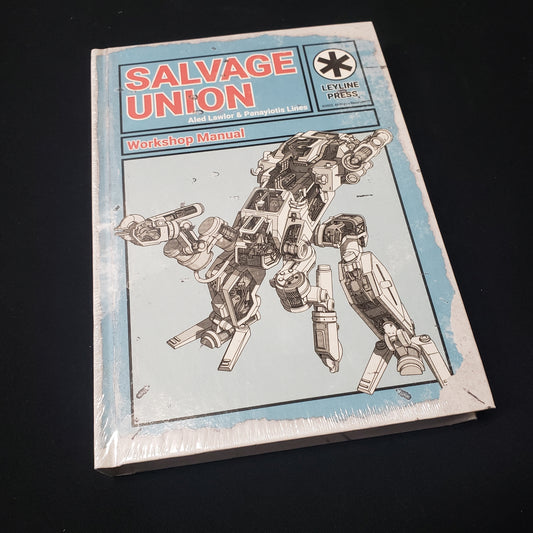 SALVAGE
UNION
Aled Lawlor & Panayiotis Lines
Workshop Manual
LEYLINE
PRESS